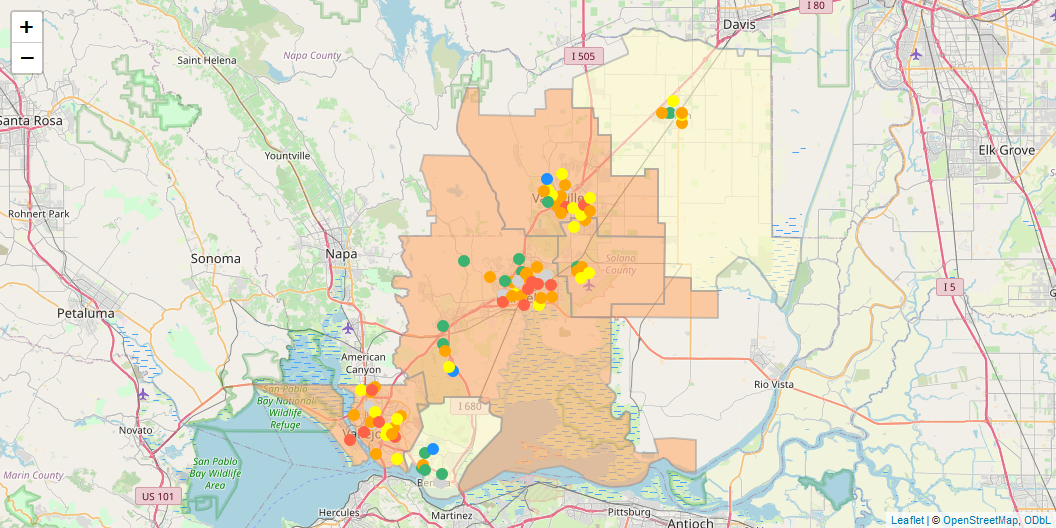 +
−
I 80
Davis
I 505
Napa County
Saint Helena
Santa Rosa
Elk Grove
Yountville
Rohnert Park
Sonoma
Napa
Solano
County
I 5
Petaluma
American
Canyon
Rio Vista
San Pablo
Bay National
Wildlife
Refuge
I 680
Novato
Marin County
San Pablo
Bay Wildlife
Area
US 101
Hercules
Martinez
Pittsburg
Antioch
Leaflet | © OpenStreetMap, ODbL